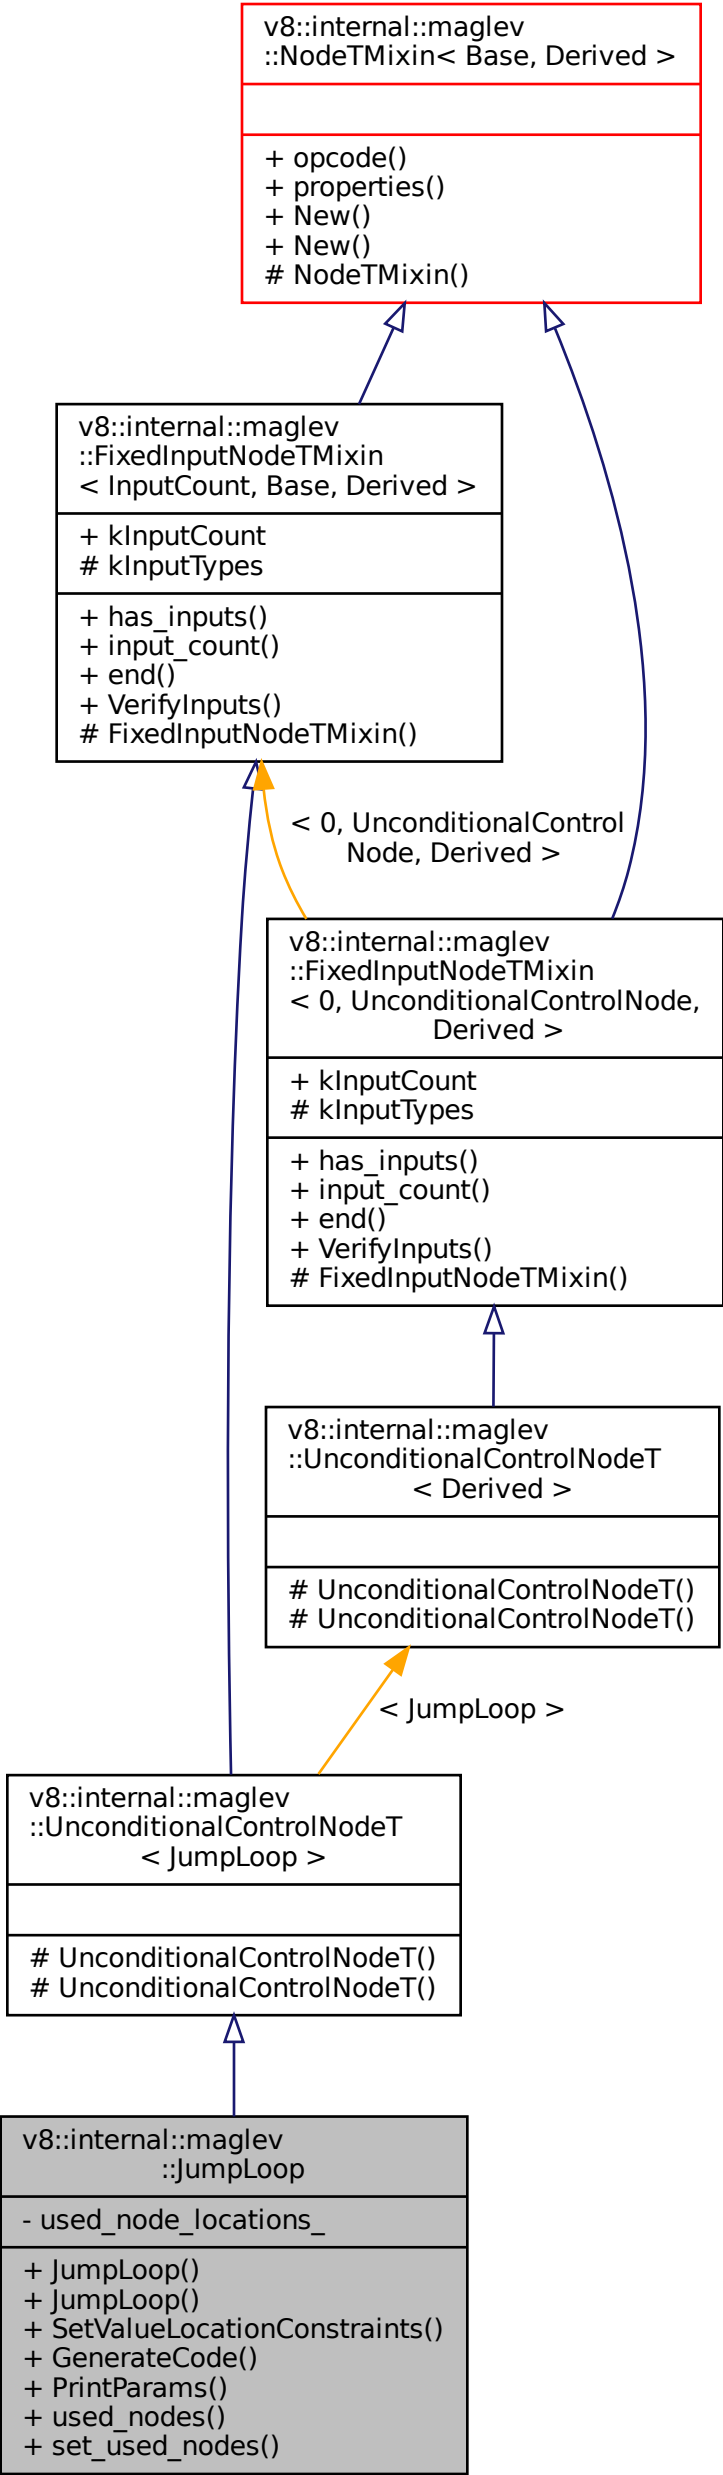 v8::internal::maglev
::NodeTMixin< Base, Derived >
+ opcode()
+ properties()
+ New()
+ New()
# NodeTMixin()
v8::internal::maglev
::FixedInputNodeTMixin
< InputCount, Base, Derived >
+ kInputCount
# kInputTypes
+ has_inputs()
+ input_count()
+ end()
+ VerifyInputs()
# FixedInputNodeTMixin()
< 0, UnconditionalControl
Node, Derived >
v8::internal::maglev
::FixedInputNodeTMixin
< 0, UnconditionalControlNode,
Derived >
+ kInputCount
# kInputTypes
+ has_inputs()
+ input_count()
+ end()
+ VerifyInputs()
# FixedInputNodeTMixin()
v8::internal::maglev
::UnconditionalControlNodeT
< Derived >
# UnconditionalControlNodeT()
# UnconditionalControlNodeT()
< JumpLoop >
v8::internal::maglev
::UnconditionalControlNodeT
< JumpLoop >
# UnconditionalControlNodeT()
# UnconditionalControlNodeT()
v8::internal::maglev
::JumpLoop
- used_node_locations_
+ JumpLoop()
+ JumpLoop()
+ SetValueLocationConstraints()
+ GenerateCode()
+ PrintParams()
+ used_nodes()
+ set_used_nodes()